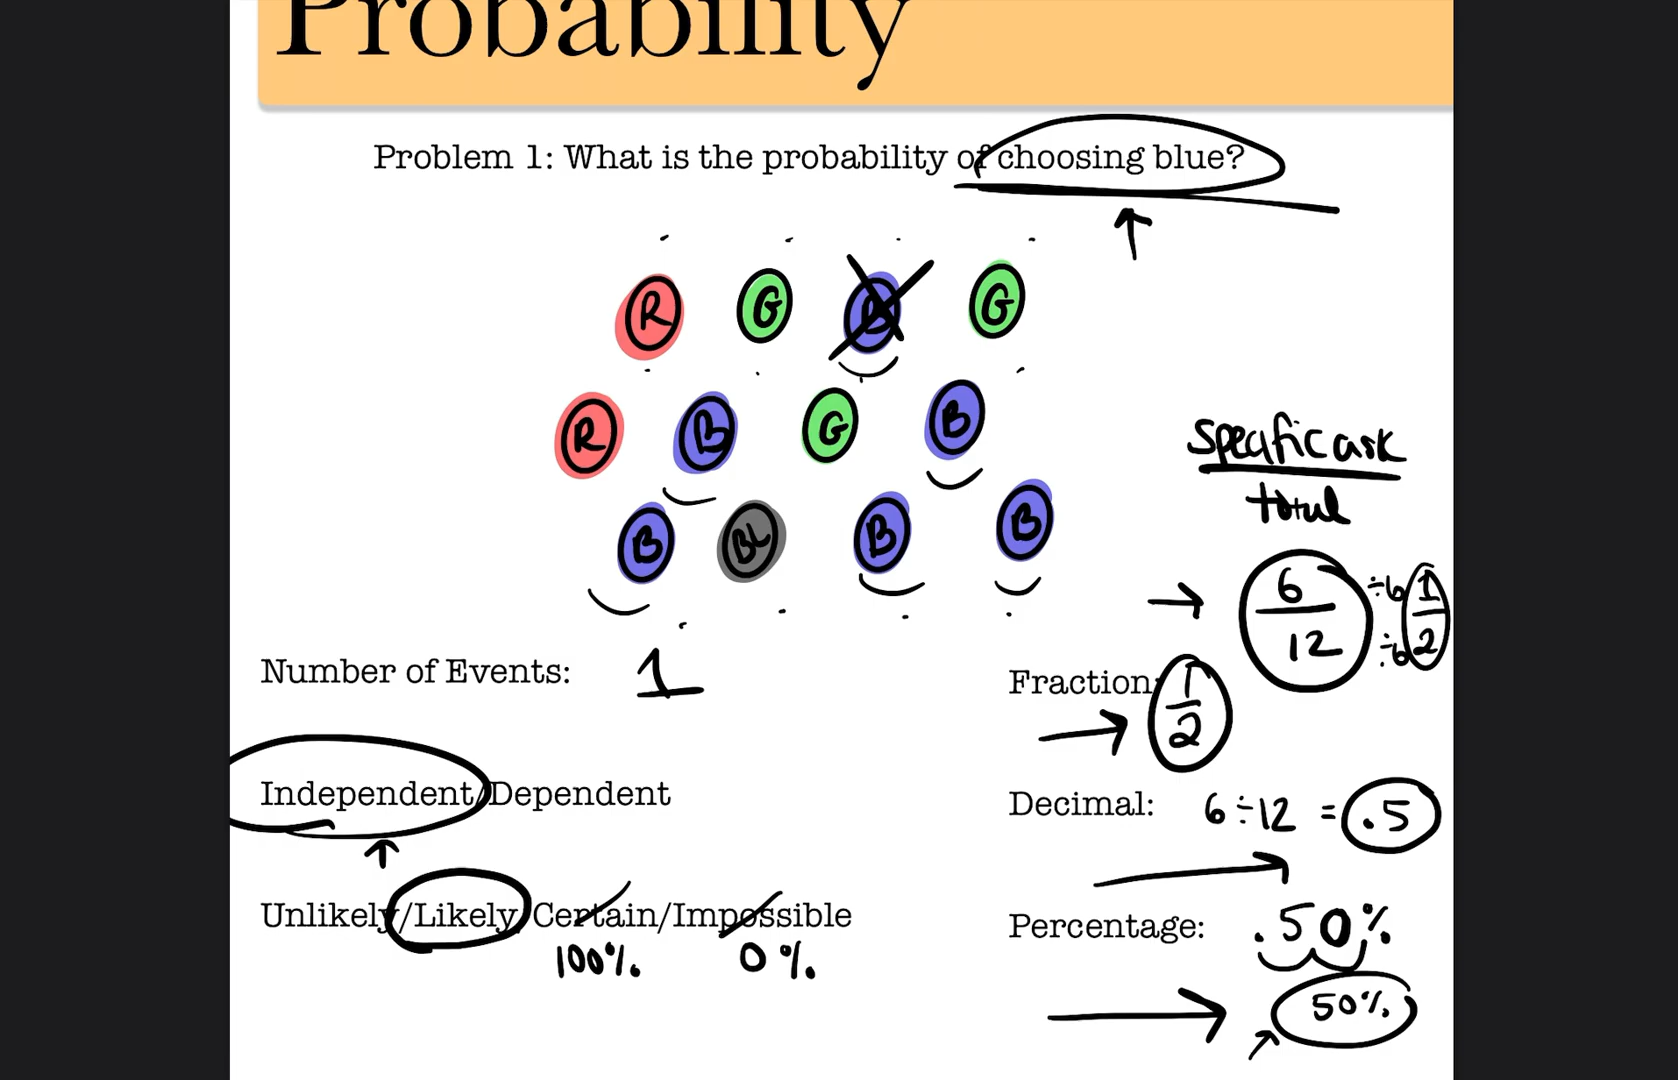 Probability
Problem 1: What is the probability of choosing blue?
R G B G
R B G B
B BL B B
specific ask
total
6 ÷6 1
12 ÷6 2
Number of Events: 1
Fraction: 1
2
Independent/Dependent
Decimal: 6 ÷ 12 = .5
Unlikely/Likely/Certain/Impossible
100% 0%
Percentage: .50%
50%